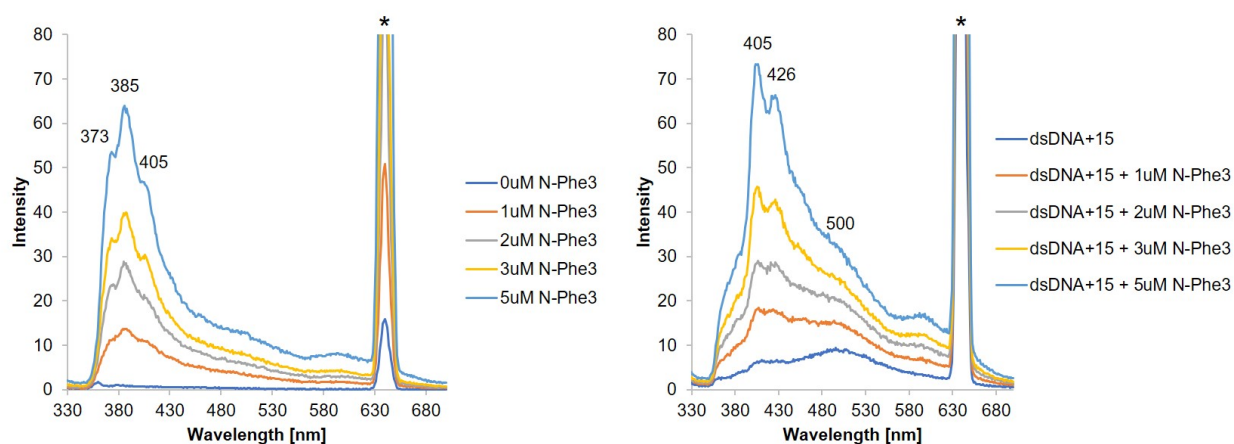 *
80
70
60
50
40
30
20
10
0
Intensity
373
385
405
330 380 430 480 530 580 630 680
Wavelength [nm]
0uM N-Phe3
1uM N-Phe3
2uM N-Phe3
3uM N-Phe3
5uM N-Phe3
*
80
70
60
50
40
30
20
10
0
Intensity
405
426
500
330 380 430 480 530 580 630 680
Wavelength [nm]
dsDNA+15
dsDNA+15 + 1uM N-Phe3
dsDNA+15 + 2uM N-Phe3
dsDNA+15 + 3uM N-Phe3
dsDNA+15 + 5uM N-Phe3